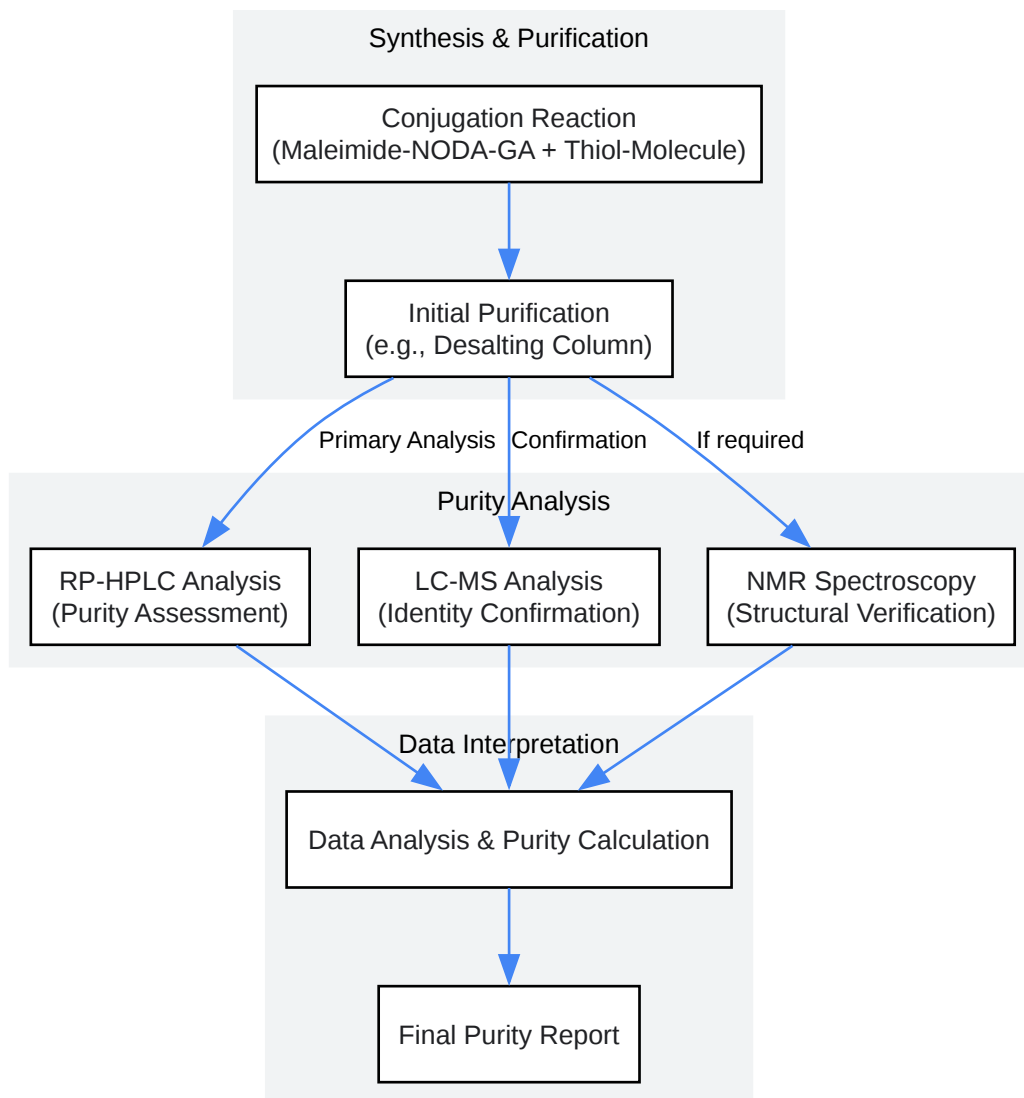 Synthesis & Purification
Conjugation Reaction
(Maleimide-NODA-GA + Thiol-Molecule)
Initial Purification
(e.g., Desalting Column)
Primary Analysis
Confirmation
If required
Purity Analysis
RP-HPLC Analysis
(Purity Assessment)
LC-MS Analysis
(Identity Confirmation)
NMR Spectroscopy
(Structural Verification)
Data Interpretation
Data Analysis & Purity Calculation
Final Purity Report